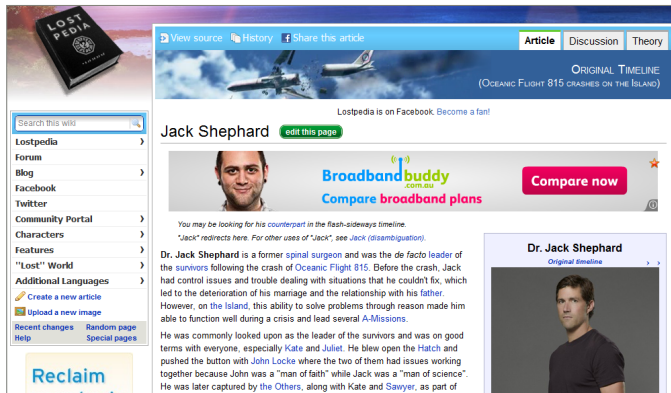 LOST
PEDIA
View source History Share this article
Article Discussion Theory
ORIGINAL TIMELINE
(OCEANIC FLIGHT 815 CRASHES ON THE ISLAND)
Lostpedia is on Facebook. Become a fan!
Jack Shephard edit this page
Search this wiki
Lostpedia
Forum
Blog
Facebook
Twitter
Community Portal
Characters
Features
"Lost" World
Additional Languages
Create a new article
Upload a new image
Recent changes Random page
Help Special pages
Reclaim
Broadbandbuddy
.com.au
Compare broadband plans
Compare now
You may be looking for his counterpart in the flash-sideways timeline.
"Jack" redirects here. For other uses of "Jack", see Jack (disambiguation).
Dr. Jack Shephard is a former spinal surgeon and was the de facto leader of
the survivors following the crash of Oceanic Flight 815. Before the crash, Jack
had control issues and trouble dealing with situations that he couldn't fix, which
led to the deterioration of his marriage and the relationship with his father.
However, on the Island, this ability to solve problems through reason made him
able to function well during a crisis and lead several A-Missions.
He was commonly looked upon as the leader of the survivors and was on good
terms with everyone, especially Kate and Juliet. He blew open the Hatch and
pushed the button with John Locke where the two of them had issues working
together because John was a "man of faith" while Jack was a "man of science".
He was later captured by the Others, along with Kate and Sawyer, as part of
Dr. Jack Shephard
Original timeline